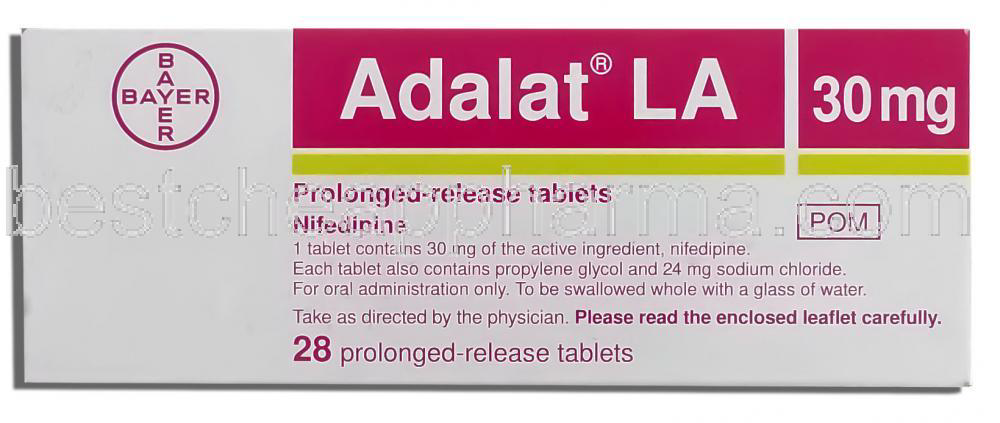 BAYER
BAYER
Adalat® LA
30 mg
Prolonged-release tablets
Nifedipine
POM
1 tablet contains 30 mg of the active ingredient, nifedipine.
Each tablet also contains propylene glycol and 24 mg sodium chloride.
For oral administration only. To be swallowed whole with a glass of water.
Take as directed by the physician. Please read the enclosed leaflet carefully.
28 prolonged-release tablets
bestcheappharma.com